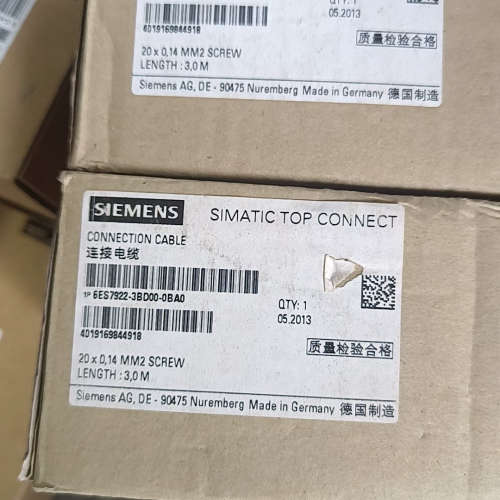 QTY: 1
4019169844918
05.2013
质量检验合格
20 x 0,14 MM2 SCREW
LENGTH : 3,0 M
Siemens AG, DE - 90475 Nuremberg Made in Germany 德国制造
SIEMENS
SIMATIC TOP CONNECT
CONNECTION CABLE
连接电缆
1P 6ES7922-3BD00-0BA0
QTY: 1
05.2013
4019169844918
质量检验合格
20 x 0,14 MM2 SCREW
LENGTH : 3,0 M
Siemens AG, DE - 90475 Nuremberg Made in Germany 德国制造